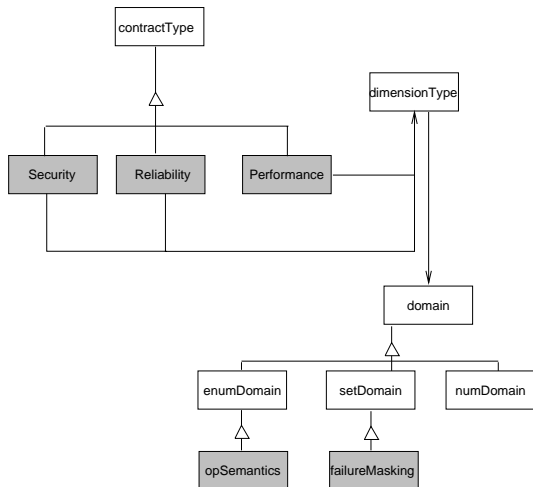 contractType
dimensionType
Security
Reliability
Performance
domain
enumDomain
setDomain
numDomain
opSemantics
failureMasking